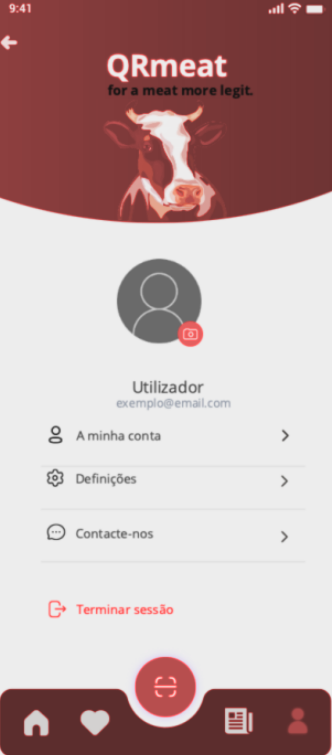 9:41
QRmeat
for a meat more legit.
Utilizador
exemplo@email.com
A minha conta
Definições
Contacte-nos
Terminar sessão